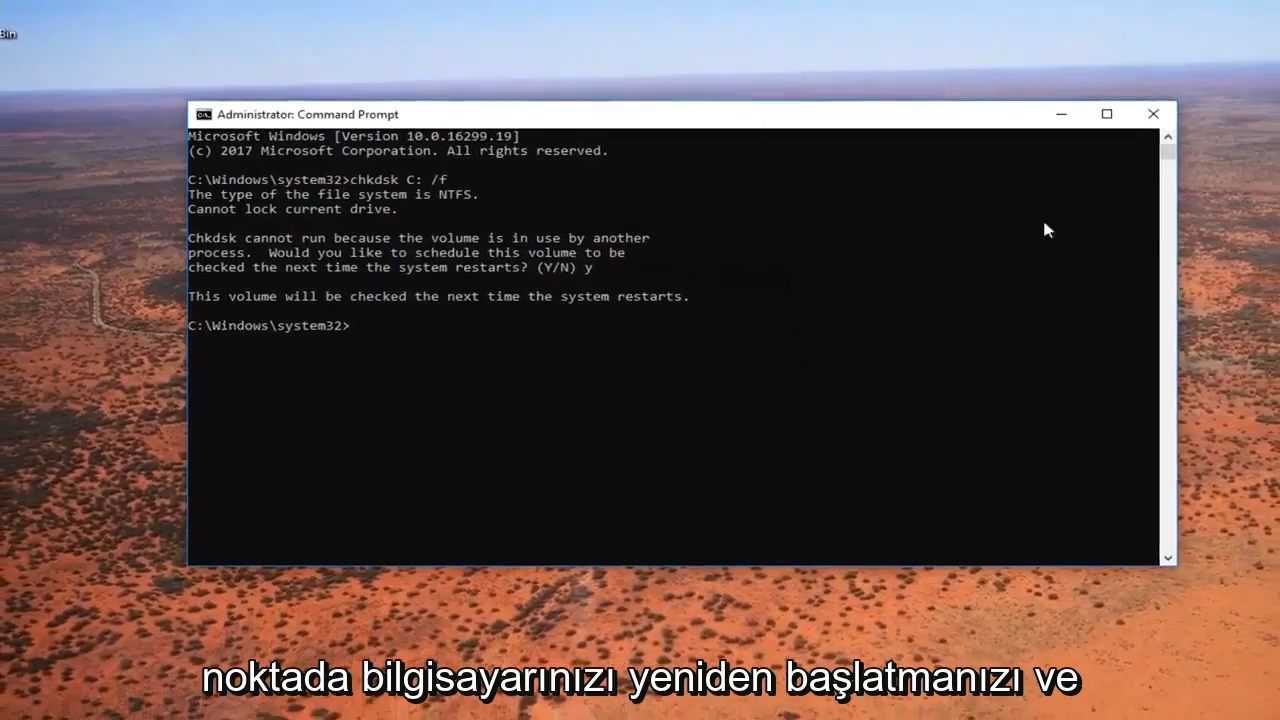 Bin
Administrator: Command Prompt
Microsoft Windows [Version 10.0.16299.19]
(c) 2017 Microsoft Corporation. All rights reserved.
C:\Windows\system32>chkdsk C: /f
The type of the file system is NTFS.
Cannot lock current drive.
Chkdsk cannot run because the volume is in use by another
process.  Would you like to schedule this volume to be
checked the next time the system restarts? (Y/N) y
This volume will be checked the next time the system restarts.
C:\Windows\system32>
noktada bilgisayarınızı yeniden başlatmanızı ve